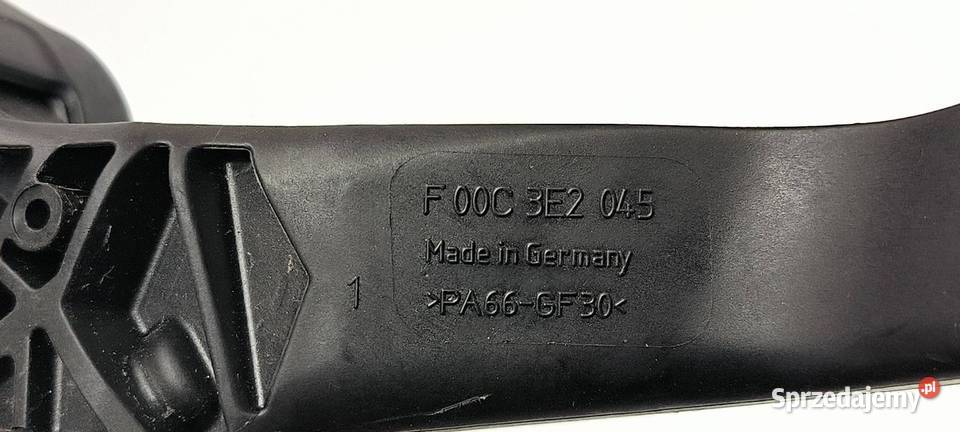 F 00C 3E2 045
Made in Germany
1
>PA66-GF30<
Sprzedajemy.pl